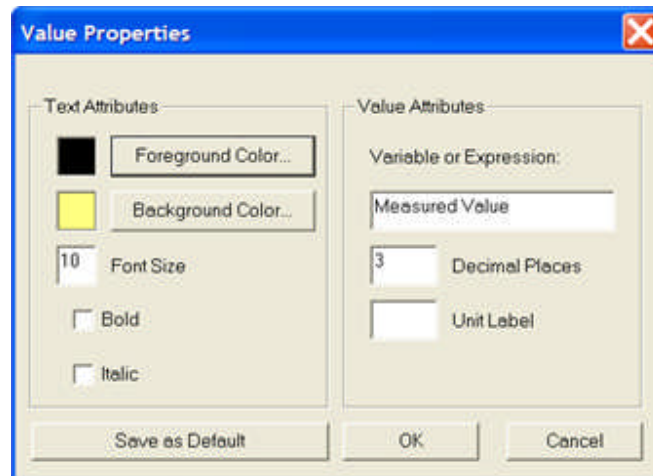 Value Properties
Text Attributes
Foreground Color...
Background Color...
10 Font Size
Bold
Italic
Value Attributes
Variable or Expression:
Measured Value
3 Decimal Places
Unit Label
Save as Default
OK
Cancel